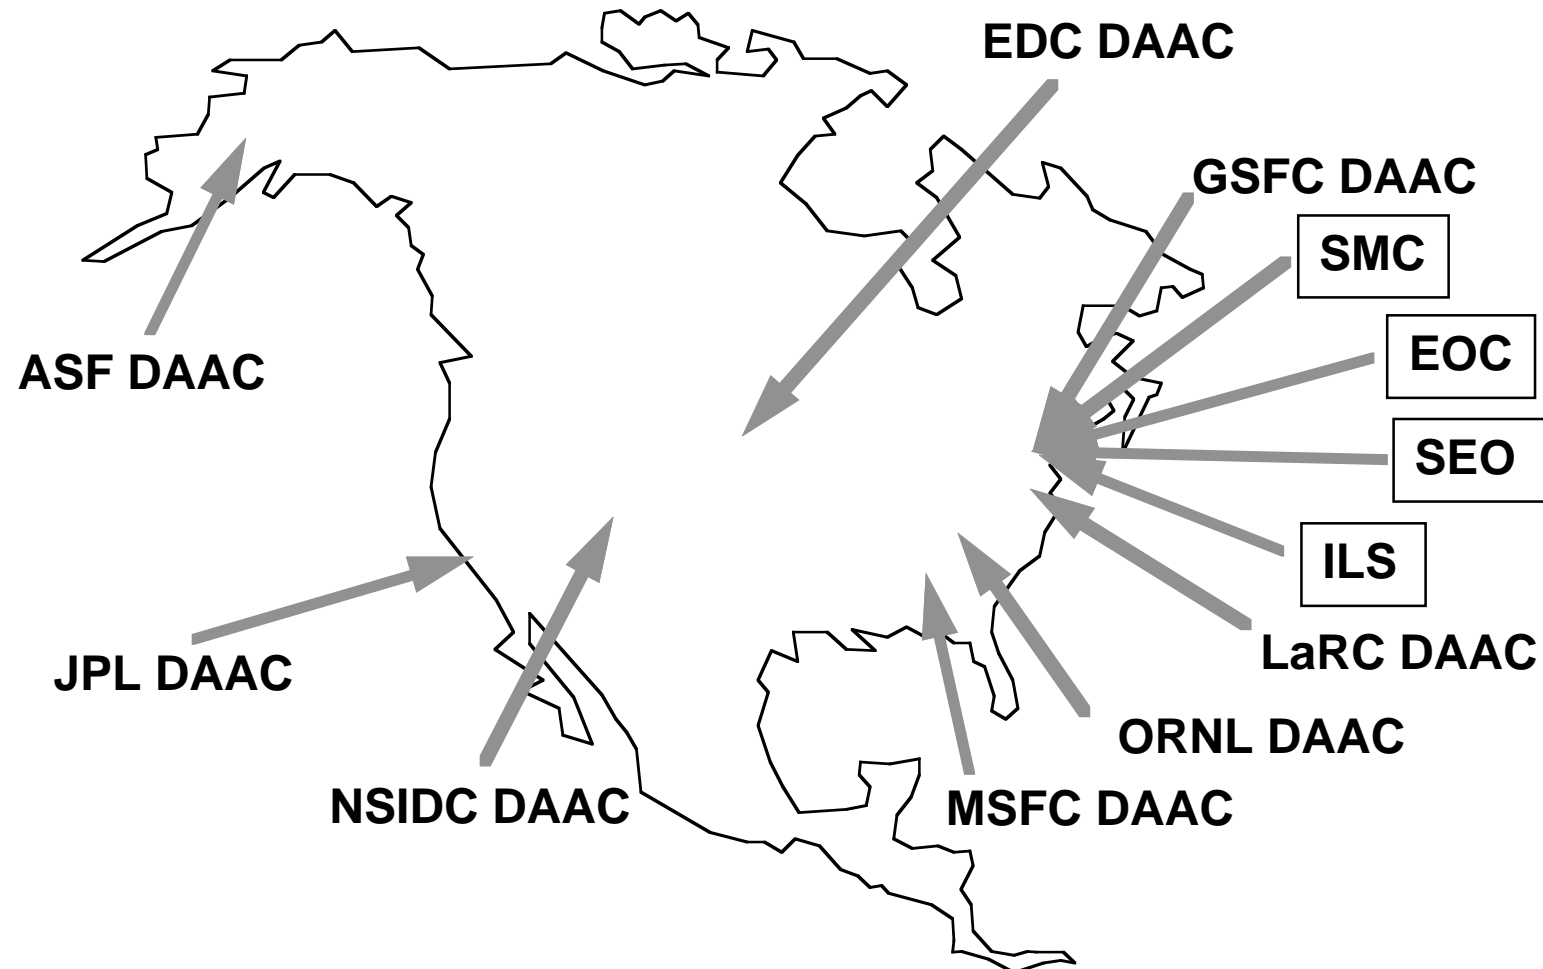 EDC DAAC
GSFC DAAC
SMC
EOC
ASF DAAC
SEO
ILS
LaRC DAAC
JPL DAAC
ORNL DAAC
NSIDC DAAC
MSFC DAAC